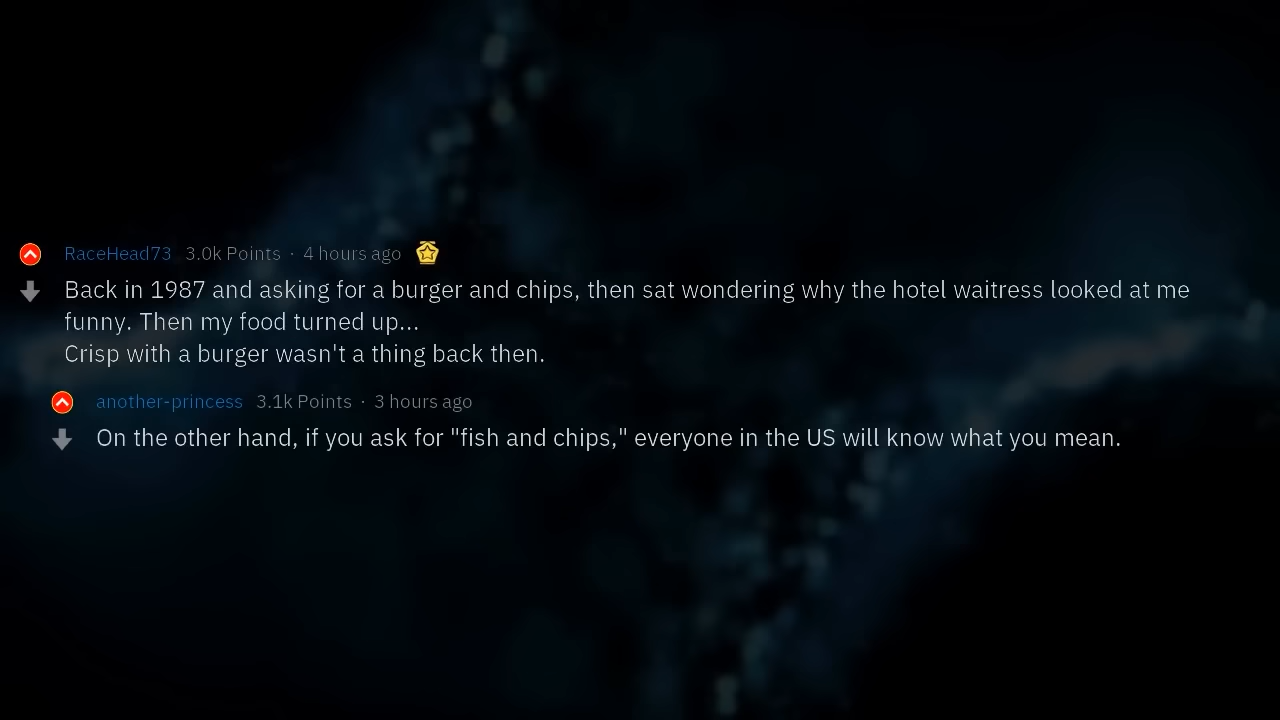 RaceHead73 3.0k Points · 4 hours ago
Back in 1987 and asking for a burger and chips, then sat wondering why the hotel waitress looked at me
funny. Then my food turned up...
Crisp with a burger wasn't a thing back then.
another-princess 3.1k Points · 3 hours ago
On the other hand, if you ask for "fish and chips," everyone in the US will know what you mean.